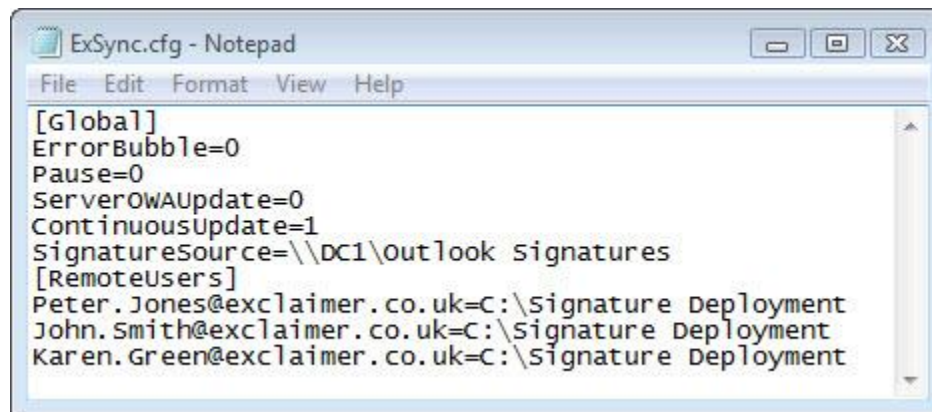 ExSync.cfg - Notepad
File Edit Format View Help
[Global]
ErrorBubble=0
Pause=0
ServerOWAUpdate=0
ContinuousUpdate=1
SignatureSource=\\DC1\Outlook Signatures
[RemoteUsers]
Peter.Jones@exclaimer.co.uk=C:\Signature Deployment
John.Smith@exclaimer.co.uk=C:\Signature Deployment
Karen.Green@exclaimer.co.uk=C:\Signature Deployment